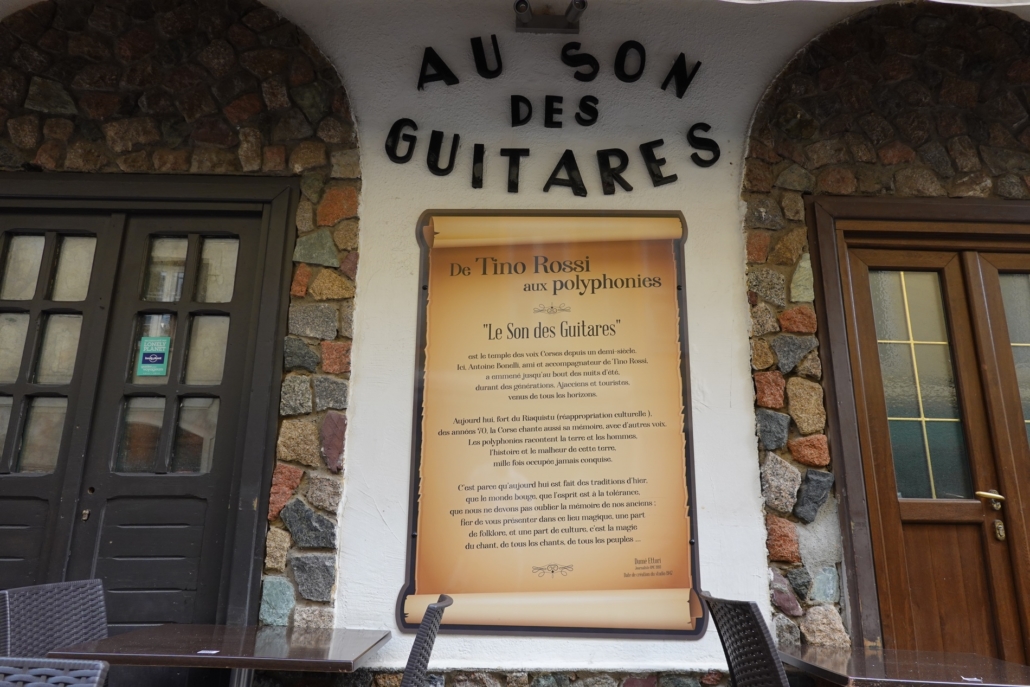 AU SON
DES
GUITARES
De Tino Rossi
aux polyphonies
"Le Son des Guitares"
est le temple des voix Corses depuis un demi-siècle.
Ici, Antoine Bonelli, ami et accompagnateur de Tino Rossi,
a emmené jusqu'au bout des nuits d'été,
durant des générations, Ajacciens et touristes,
venus de tous les horizons.
Aujourd'hui, fort du Riaquistu (réappropriation culturelle),
des années 70, la Corse chante aussi sa mémoire, avec d'autres voix.
Les polyphonies racontent la terre et les hommes,
l'histoire et le malheur de cette terre,
mille fois occupée jamais conquise.
C'est parce qu'aujourd'hui est fait des traditions d'hier,
que le monde bouge, que l'esprit est à la tolérance,
que nous ne devons pas oublier la mémoire de nos anciens ;
fier de vous présenter dans ce lieu magique, une part
de folklore, et une part de culture, c'est la magie
du chant, de tous les chants, de tous les peuples ...
LONELY
PLANET